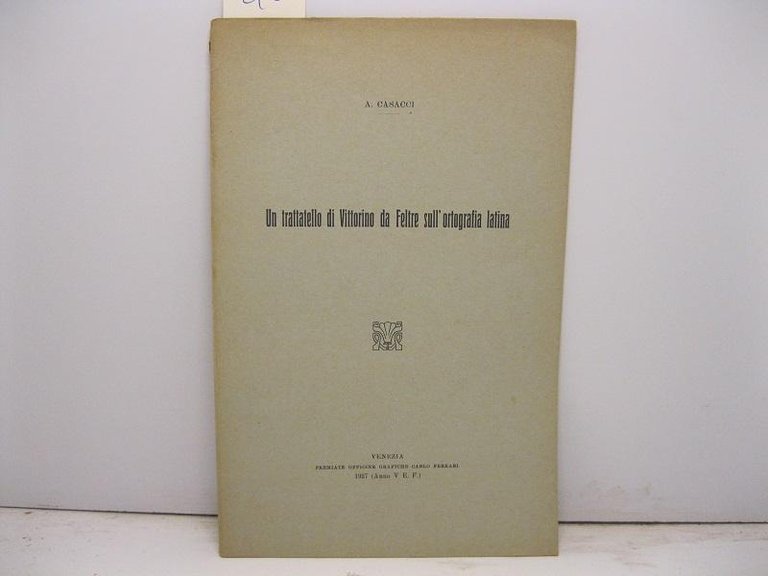 A. CASACCI
Un trattatello di Vittorino da Feltre sull'ortografia latina
VENEZIA
PREMIATE OFFICINE GRAFICHE CARLO FERRARI
1927 (Anno V E. F.)